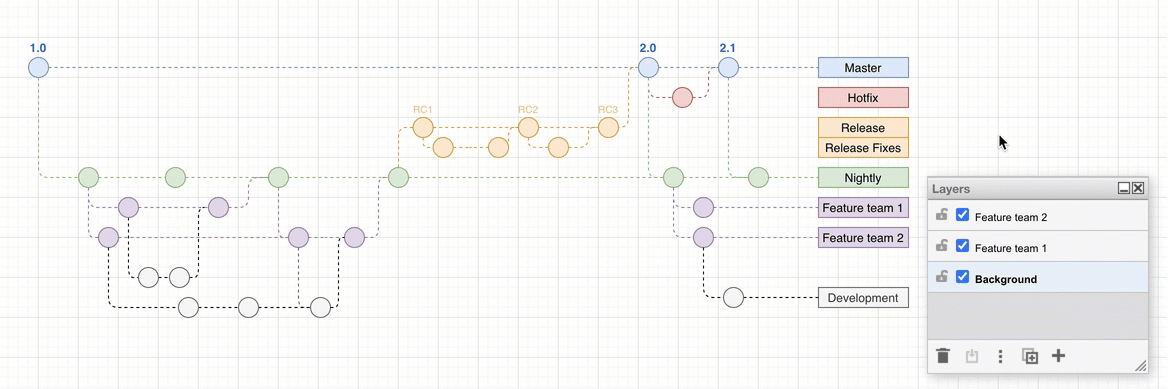 1.0
2.0
2.1
Master
Hotfix
RC1
RC2
RC3
Release
Release Fixes
Nightly
Feature team 1
Feature team 2
Development
Layers
Feature team 2
Feature team 1
Background